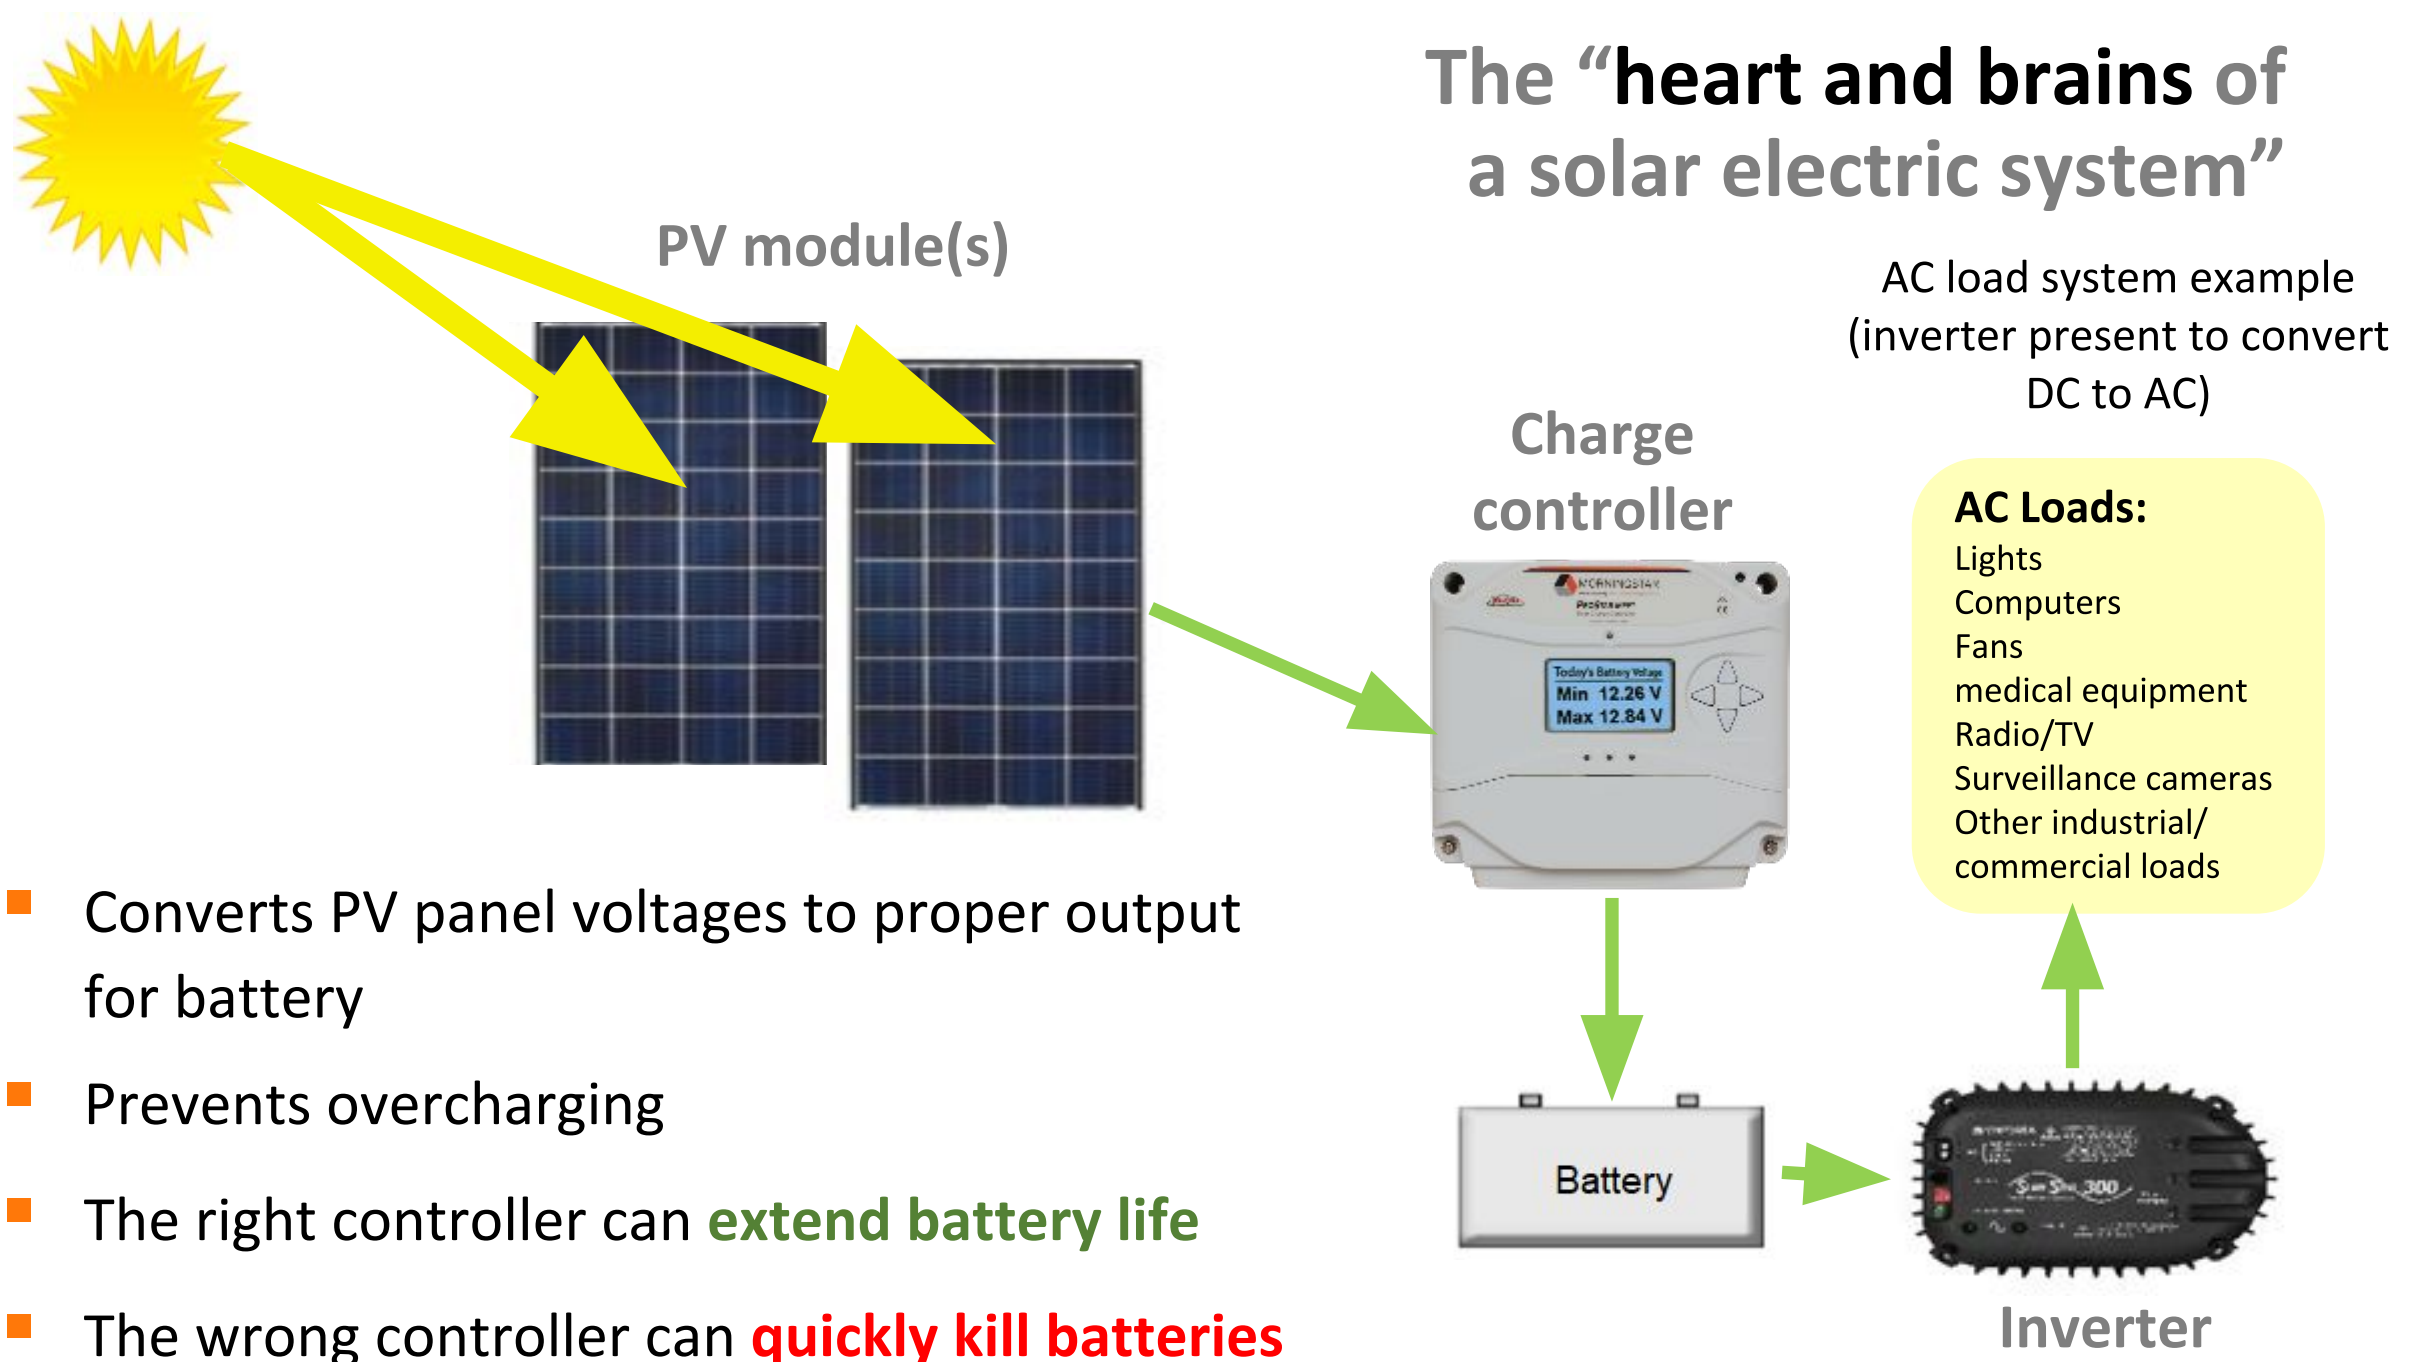 The “heart and brains of
a solar electric system”
PV module(s)
AC load system example
(inverter present to convert
DC to AC)
Charge
controller
MORNINGSTAR
Today's Battery Voltage
Min 12.26 V
Max 12.84 V
AC Loads:
Lights
Computers
Fans
medical equipment
Radio/TV
Surveillance cameras
Other industrial/
commercial loads
▪ Converts PV panel voltages to proper output
for battery
▪ Prevents overcharging
▪ The right controller can extend battery life
▪ The wrong controller can quickly kill batteries
Battery
300
Inverter